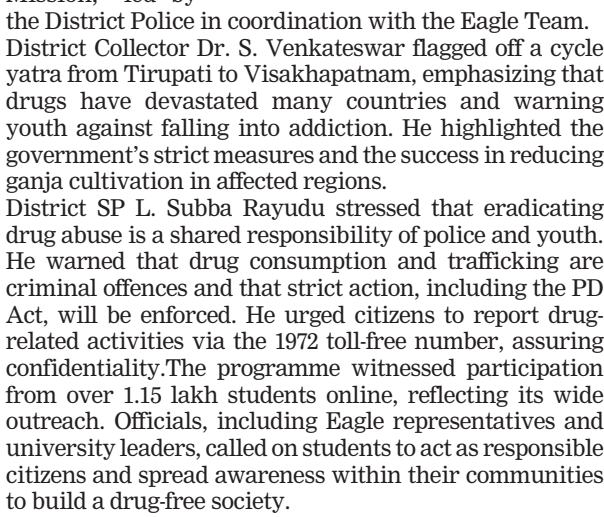 the District Police in coordination with the Eagle Team.
District Collector Dr. S. Venkateswar flagged off a cycle
yatra from Tirupati to Visakhapatnam, emphasizing that
drugs have devastated many countries and warning
youth against falling into addiction. He highlighted the
government's strict measures and the success in reducing
ganja cultivation in affected regions.
District SP L. Subba Rayudu stressed that eradicating
drug abuse is a shared responsibility of police and youth.
He warned that drug consumption and trafficking are
criminal offences and that strict action, including the PD
Act, will be enforced. He urged citizens to report drug-
related activities via the 1972 toll-free number, assuring
confidentiality.The programme witnessed participation
from over 1.15 lakh students online, reflecting its wide
outreach. Officials, including Eagle representatives and
university leaders, called on students to act as responsible
citizens and spread awareness within their communities
to build a drug-free society.